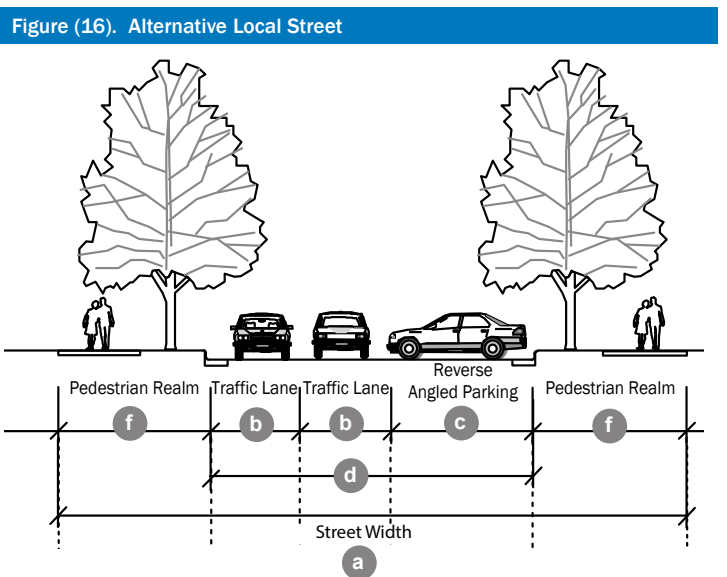 Figure (16). Alternative Local Street
Reverse
Pedestrian Realm Traffic Lane Traffic Lane Angled Parking Pedestrian Realm
f b b c f
d
Street Width
a